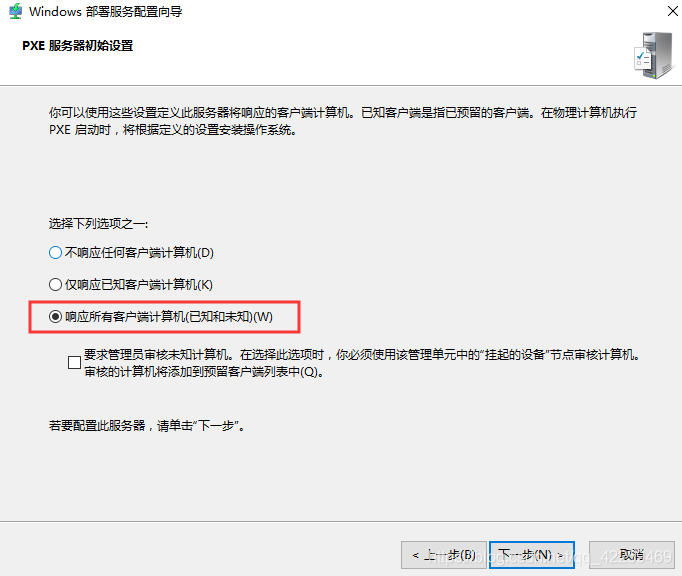 Windows 部署服务配置向导
PXE 服务器初始设置
你可以使用这些设置定义此服务器将响应的客户端计算机。已知客户端是指已预留的客户端。在物理计算机执行
PXE 启动时，将根据定义的设置安装操作系统。
选择下列选项之一:
不响应任何客户端计算机(D)
仅响应已知客户端计算机(K)
响应所有客户端计算机(已知和未知)(W)
要求管理员审核未知计算机。在选择此选项时，你必须使用该管理单元中的“挂起的设备”节点审核计算机。
审核的计算机将添加到预留客户端列表中(Q)。
若要配置此服务器，请单击“下一步”。
< 上一步(B) 下一步(N) > 取消